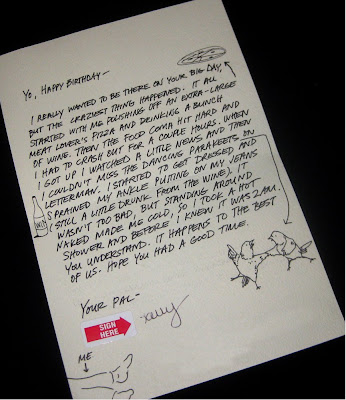 YO, HAPPY BIRTHDAY—
I REALLY WANTED TO BE THERE ON YOUR BIG DAY,
BUT THE CRAZIEST THING HAPPENED. IT ALL
STARTED WITH ME POLISHING OFF AN EXTRA-LARGE
MEAT LOVER'S PIZZA AND DRINKING A BUNCH
OF WINE. THEN THE FOOD COMA HIT HARD AND
I HAD TO CRASH OUT FOR A COUPLE HOURS. WHEN
I GOT UP I WATCHED A LITTLE NEWS AND THEN
I COULDN'T MISS THE DANCING PARAKEETS ON
LETTERMAN. I STARTED TO GET DRESSED AND
SPRAINED MY ANKLE PUTTING ON MY JEANS
(STILL A LITTLE DRUNK FROM THE WINE). IT
WASN'T TOO BAD, BUT STANDING AROUND
NAKED MADE ME COLD, SO I TOOK A HOT
SHOWER AND BEFORE I KNEW IT WAS 2 AM.
YOU UNDERSTAND. IT HAPPENS TO THE BEST
OF US. HOPE YOU HAD A GOOD TIME.
YOUR PAL—
SIGN
HERE
ME